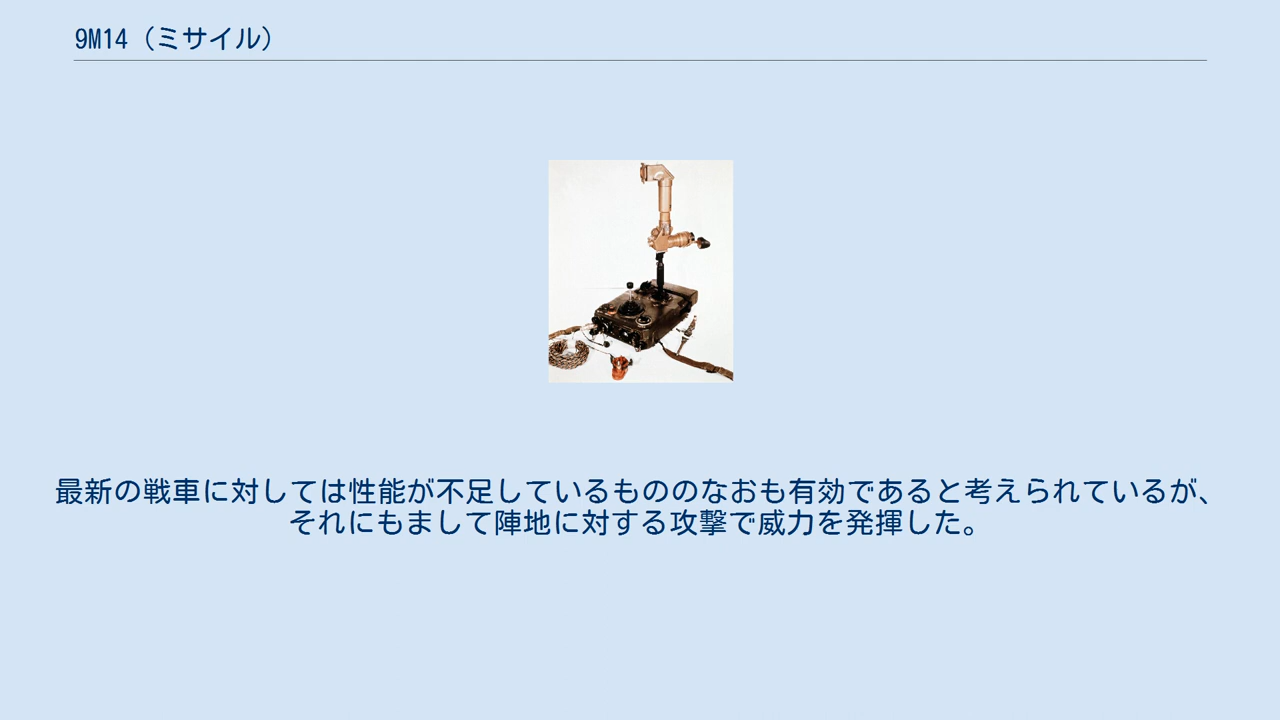 9M14（ミサイル）
最新の戦車に対しては性能が不足しているもののなおも有効であると考えられているが、
それにもまして陣地に対する攻撃で威力を発揮した。